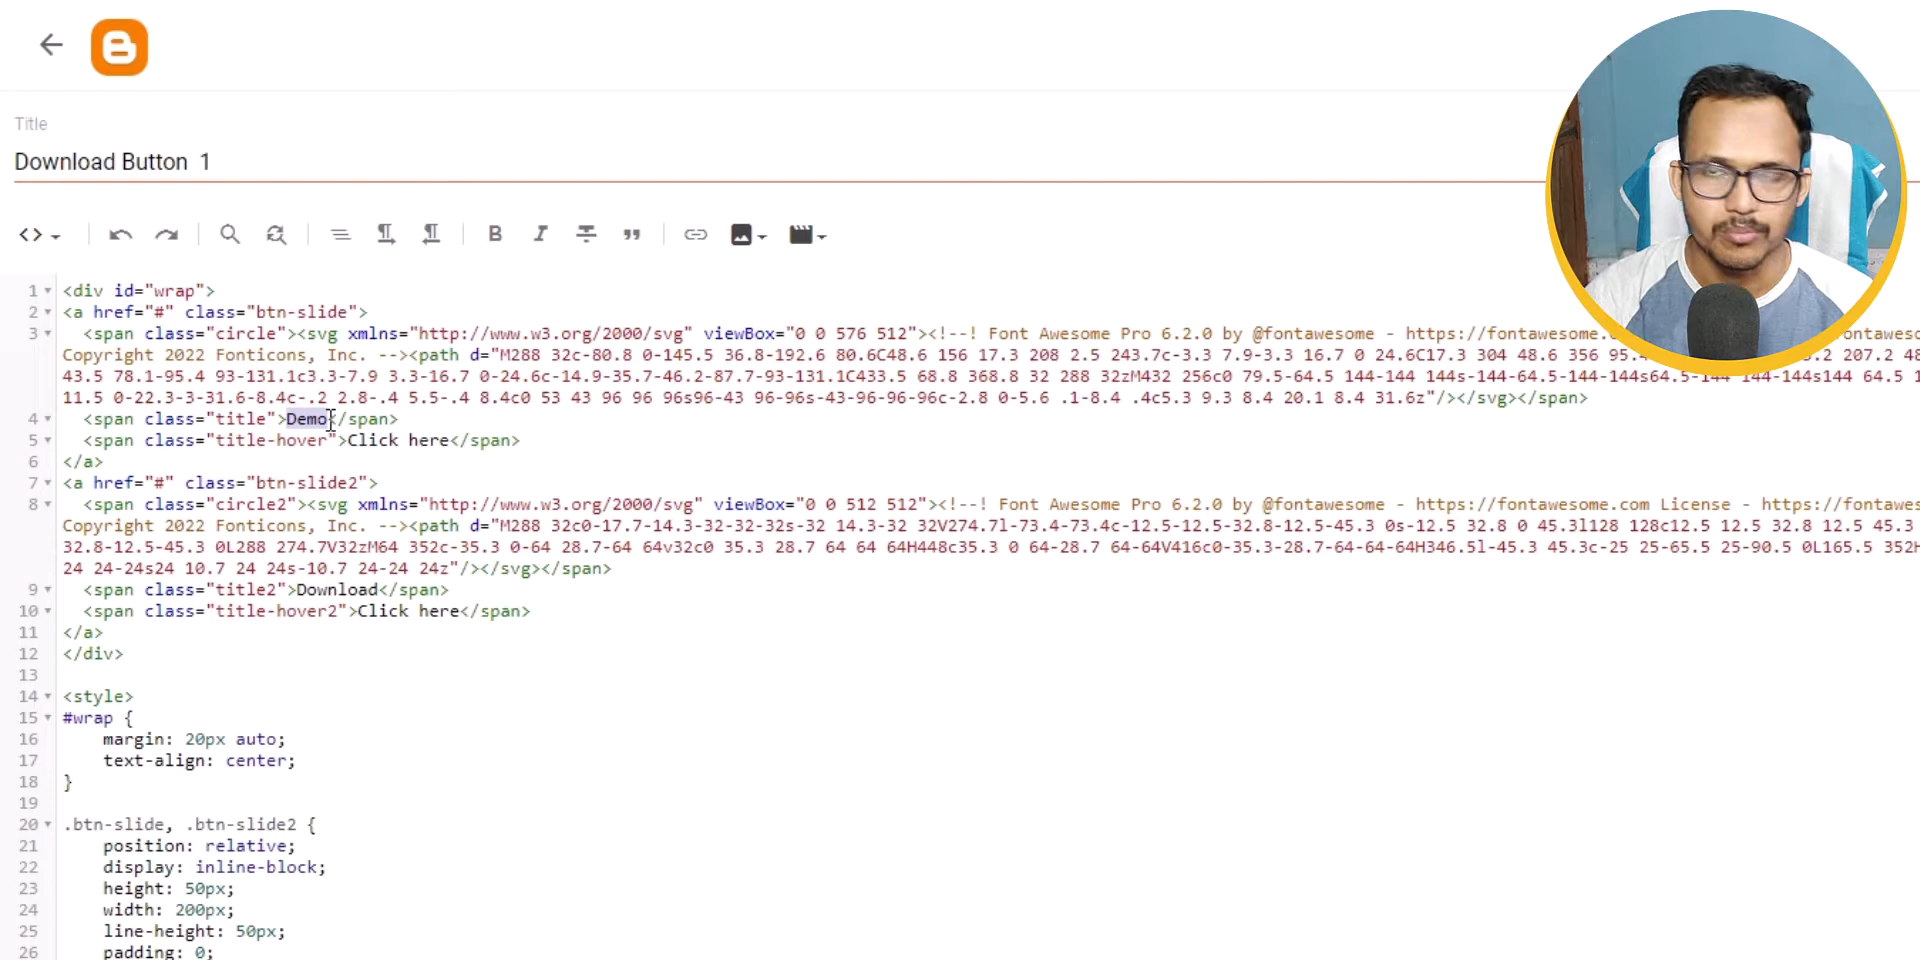 Title
Download Button 1
1 <div id="wrap">
2 <a href="#" class="btn-slide">
3 <span class="circle"><svg xmlns="http://www.w3.org/2000/svg" viewBox="0 0 576 512"><!--! Font Awesome Pro 6.2.0 by @fontawesome - https://fontawesome.
Copyright 2022 Fonticons, Inc. --><path d="M288 32c-80.8 0-145.5 36.8-192.6 80.6C48.6 156 17.3 208 2.5 243.7c-3.3 7.9-3.3 16.7 0 24.6C17.3 304 48.6 356 95.4 207.2 48
43.5 78.1-95.4 93-131.1c3.3-7.9 3.3-16.7 0-24.6c-14.9-35.7-46.2-87.7-93-131.1C433.5 68.8 368.8 32 288 32zM432 256c0 79.5-64.5 144-144 144s-144-64.5-144-144s64.5-144 144-144s144 64.5 1
11.5 0-22.3-3-31.6-8.4c-.2 2.8-.4 5.5-.4 8.4c0 53 43 96 96 96s96-43 96-96s-43-96-96-96c-2.8 0-5.6 .1-8.4 .4c5.3 9.3 8.4 20.1 8.4 31.6z"/></svg></span>
4 <span class="title">Demo</span>
5 <span class="title-hover">Click here</span>
6 </a>
7 <a href="#" class="btn-slide2">
8 <span class="circle2"><svg xmlns="http://www.w3.org/2000/svg" viewBox="0 0 512 512"><!--! Font Awesome Pro 6.2.0 by @fontawesome - https://fontawesome.com License - https://fontawes
Copyright 2022 Fonticons, Inc. --><path d="M288 32c0-17.7-14.3-32-32-32s-32 14.3-32 32V274.7l-73.4-73.4c-12.5-12.5-32.8-12.5-45.3 0s-12.5 32.8 0 45.3l128 128c12.5 12.5 32.8 12.5 45.3
32.8-12.5-45.3 0L288 274.7V32zM64 352c-35.3 0-64 28.7-64 64v32c0 35.3 28.7 64 64 64H448c35.3 0 64-28.7 64-64V416c0-35.3-28.7-64-64-64H346.5l-45.3 45.3c-25 25-65.5 25-90.5 0L165.5 352H
24 24-24s24 10.7 24 24s-10.7 24-24 24z"/></svg></span>
9 <span class="title2">Download</span>
10 <span class="title-hover2">Click here</span>
11 </a>
12 </div>
13
14 <style>
15 #wrap {
16 margin: 20px auto;
17 text-align: center;
18 }
19
20 .btn-slide, .btn-slide2 {
21 position: relative;
22 display: inline-block;
23 height: 50px;
24 width: 200px;
25 line-height: 50px;
26 padding: 0;